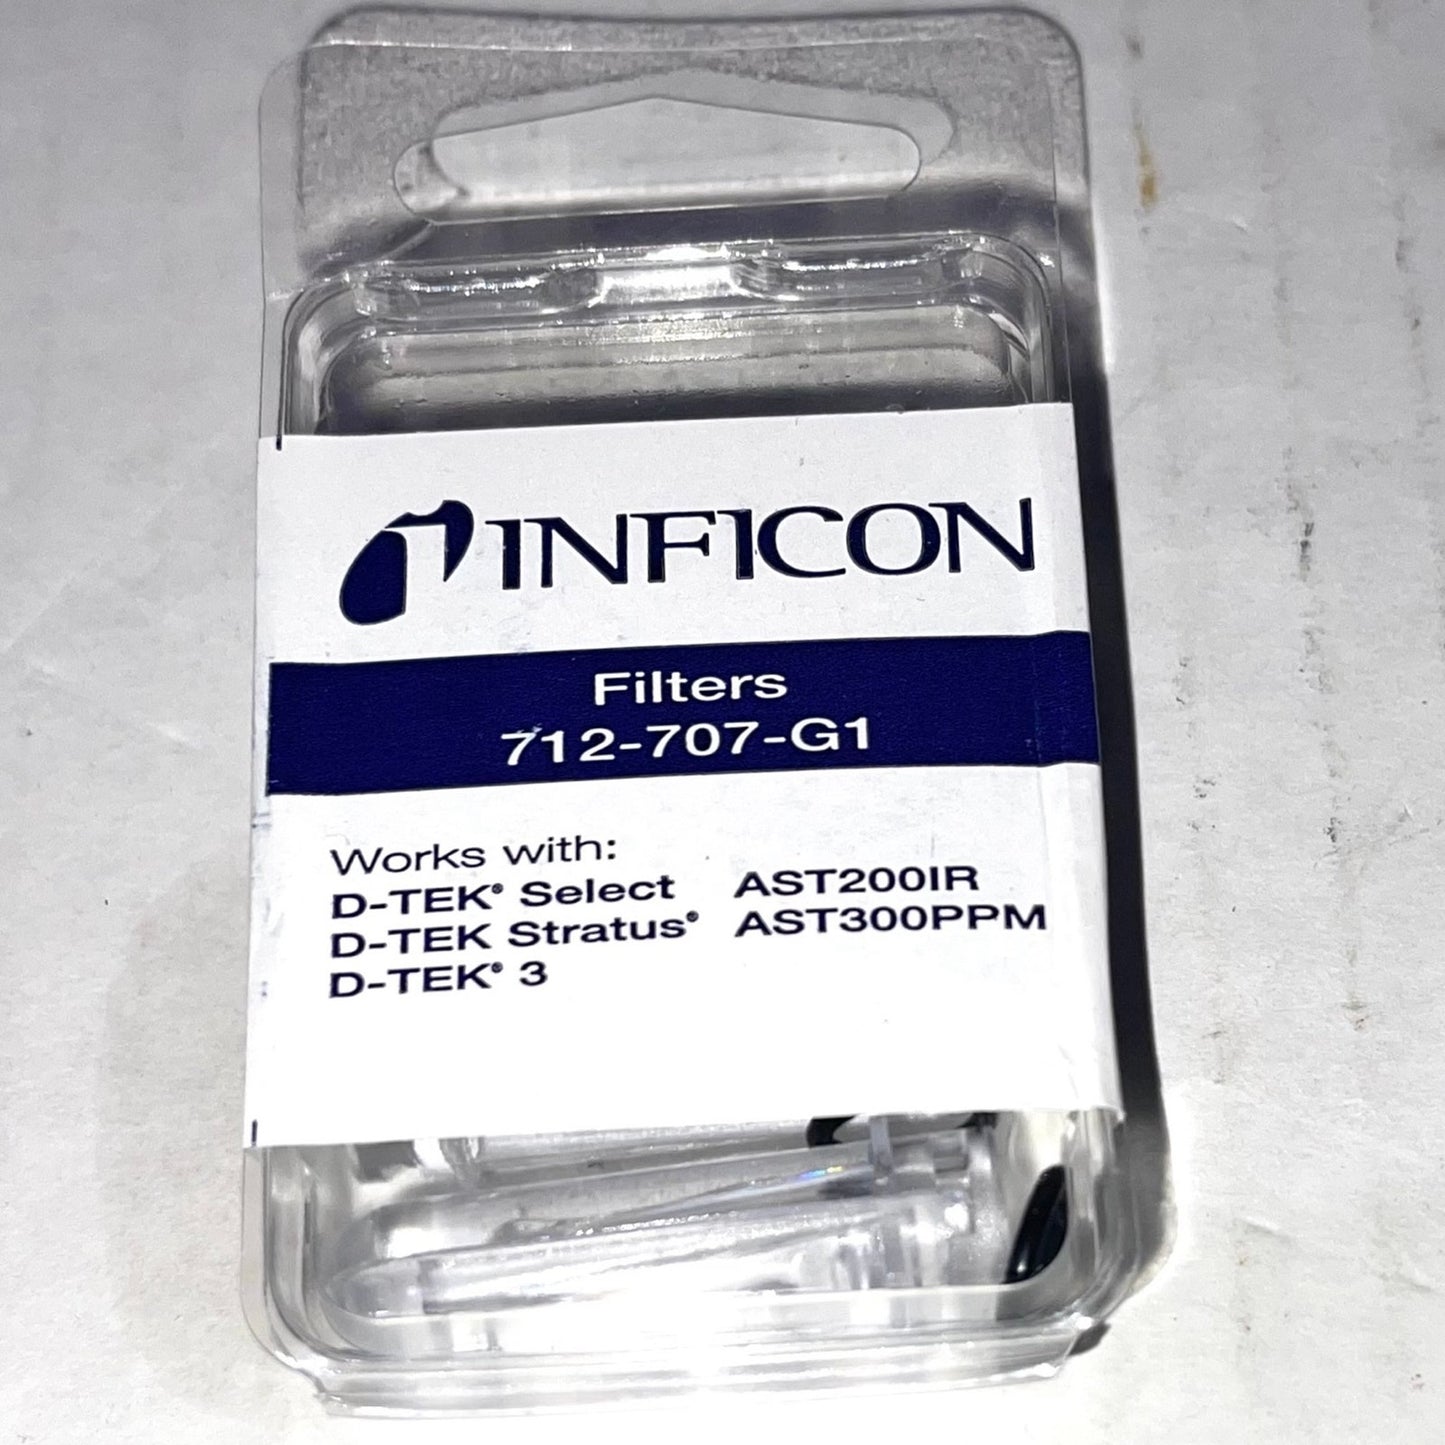 INFICON
Filters
712-707-G1
Works with:
D-TEK® Select AST200IR
D-TEK Stratus® AST300PPM
D-TEK® 3